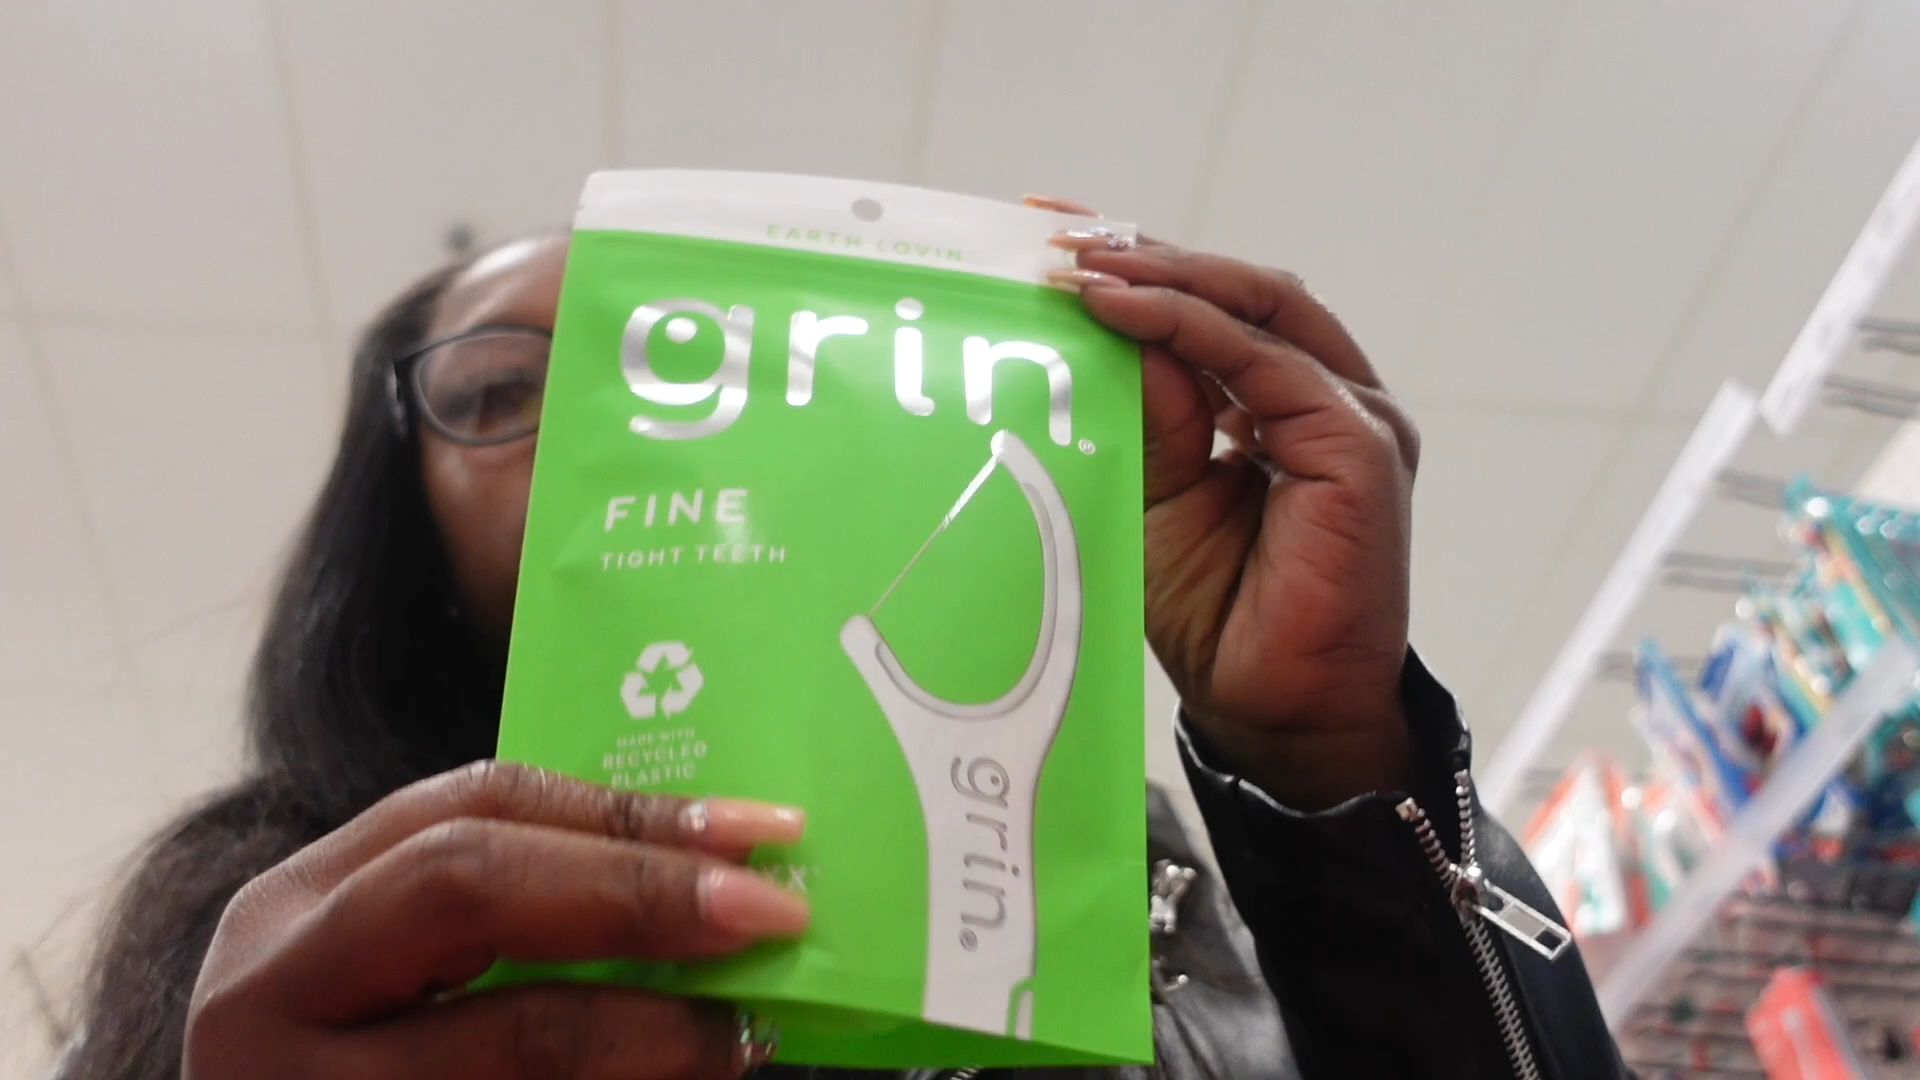 EARTH LOVIN'
grin®
FINE
TIGHT TEETH
MADE WITH
RECYCLED
PLASTIC
grin®